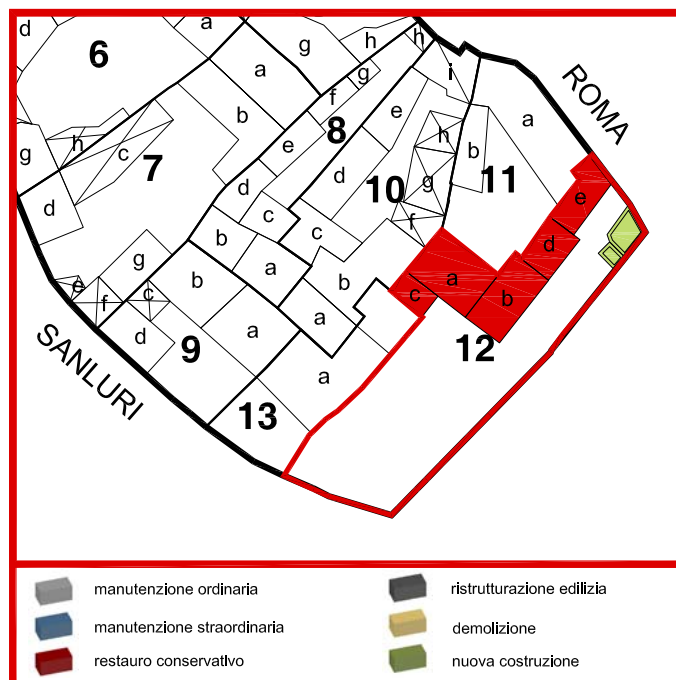 d
6
g
h
h
a
g
i
ROMA
f
g
a
b
8
e
h
g
h
c
7
e
b
d
10
11
d
d
g
e
c
c
f
b
a
d
g
b
b
a
e
c
a
c
b
f
a
d
9
a
12
SANLURI
a
13
manutenzione ordinaria
ristrutturazione edilizia
manutenzione straordinaria
demolizione
restauro conservativo
nuova costruzione